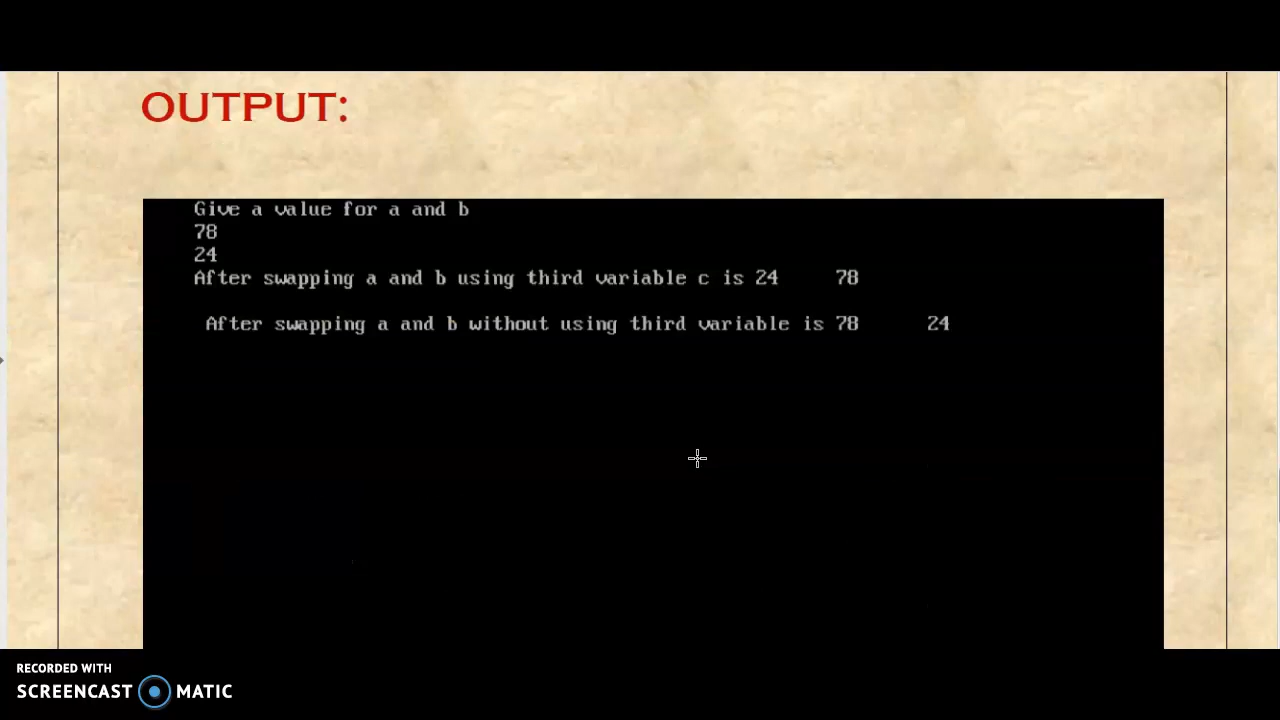 OUTPUT:
Give a value for a and b
78
24
After swapping a and b using third variable c is 24 78
After swapping a and b without using third variable is 78 24
RECORDED WITH
SCREENCAST MATIC